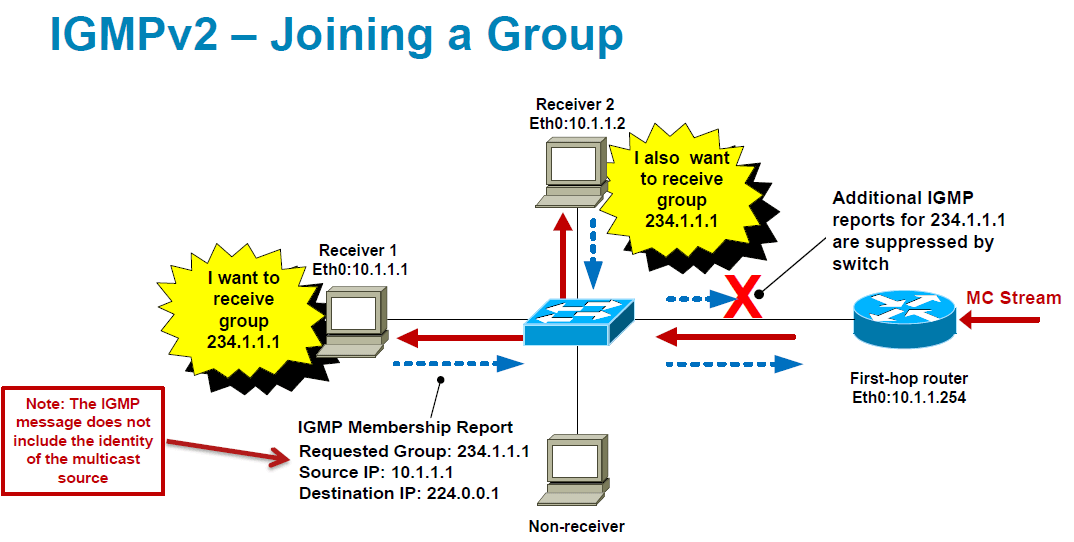 IGMPv2 – Joining a Group
Receiver 2
Eth0:10.1.1.2
I also want
to receive
group
234.1.1.1
Additional IGMP
reports for 234.1.1.1
are suppressed by
switch
Receiver 1
Eth0:10.1.1.1
I want to
receive
group
234.1.1.1
X
MC Stream
First-hop router
Eth0:10.1.1.254
Note: The IGMP
message does not
include the identity
of the multicast
source
IGMP Membership Report
Requested Group: 234.1.1.1
Source IP: 10.1.1.1
Destination IP: 224.0.0.1
Non-receiver